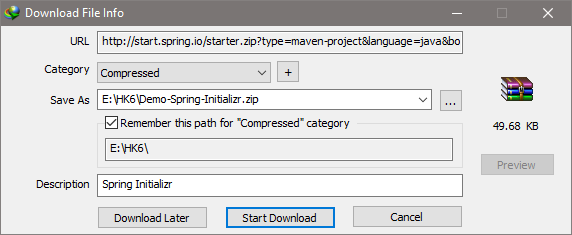 Download File Info
URL
http://start.spring.io/starter.zip?type=maven-project&language=java&bo
Category
Compressed
+
Save As
E:\HK6\Demo-Spring-Initializr.zip
...
Remember this path for "Compressed" category
E:\HK6\
49.68 KB
Preview
Description
Spring Initializr
Download Later
Start Download
Cancel